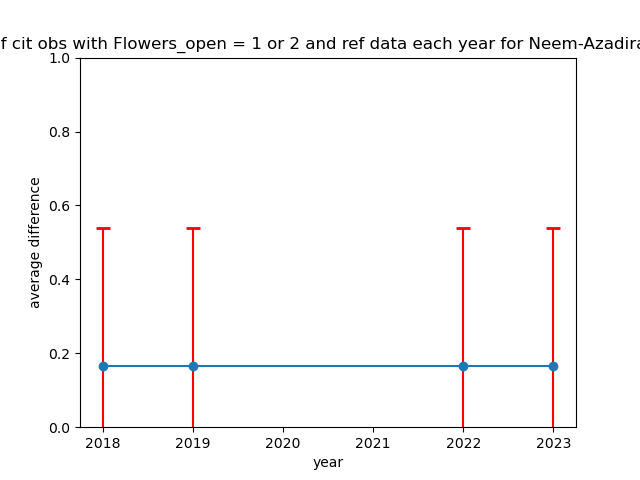 f cit obs with Flowers_open = 1 or 2 and ref data each year for Neem-Azadira
1.0
0.8
0.6
0.4
0.2
0.0
average difference
2018 2019 2020 2021 2022 2023
year